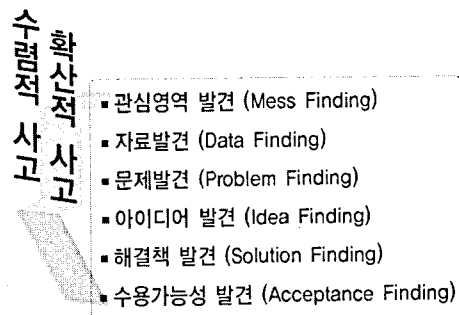 수렴적 사고
확산적 사고
▪ 관심영역 발견 (Mess Finding)
▪ 자료발견 (Data Finding)
▪ 문제발견 (Problem Finding)
▪ 아이디어 발견 (Idea Finding)
▪ 해결책 발견 (Solution Finding)
▪ 수용가능성 발견 (Acceptance Finding)